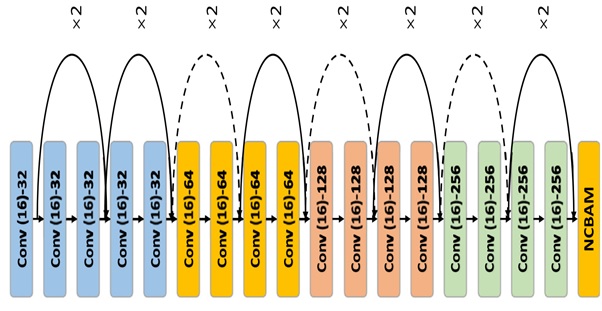 ×2
×2
×2
×2
×2
×2
×2
×2
Conv (16)-32
Conv (16)-32
Conv (16)-32
Conv (16)-32
Conv (16)-32
Conv (16)-64
Conv (16)-64
Conv (16)-64
Conv (16)-64
Conv (16)-128
Conv (16)-128
Conv (16)-128
Conv (16)-128
Conv (16)-256
Conv (16)-256
Conv (16)-256
Conv (16)-256
NCBAM